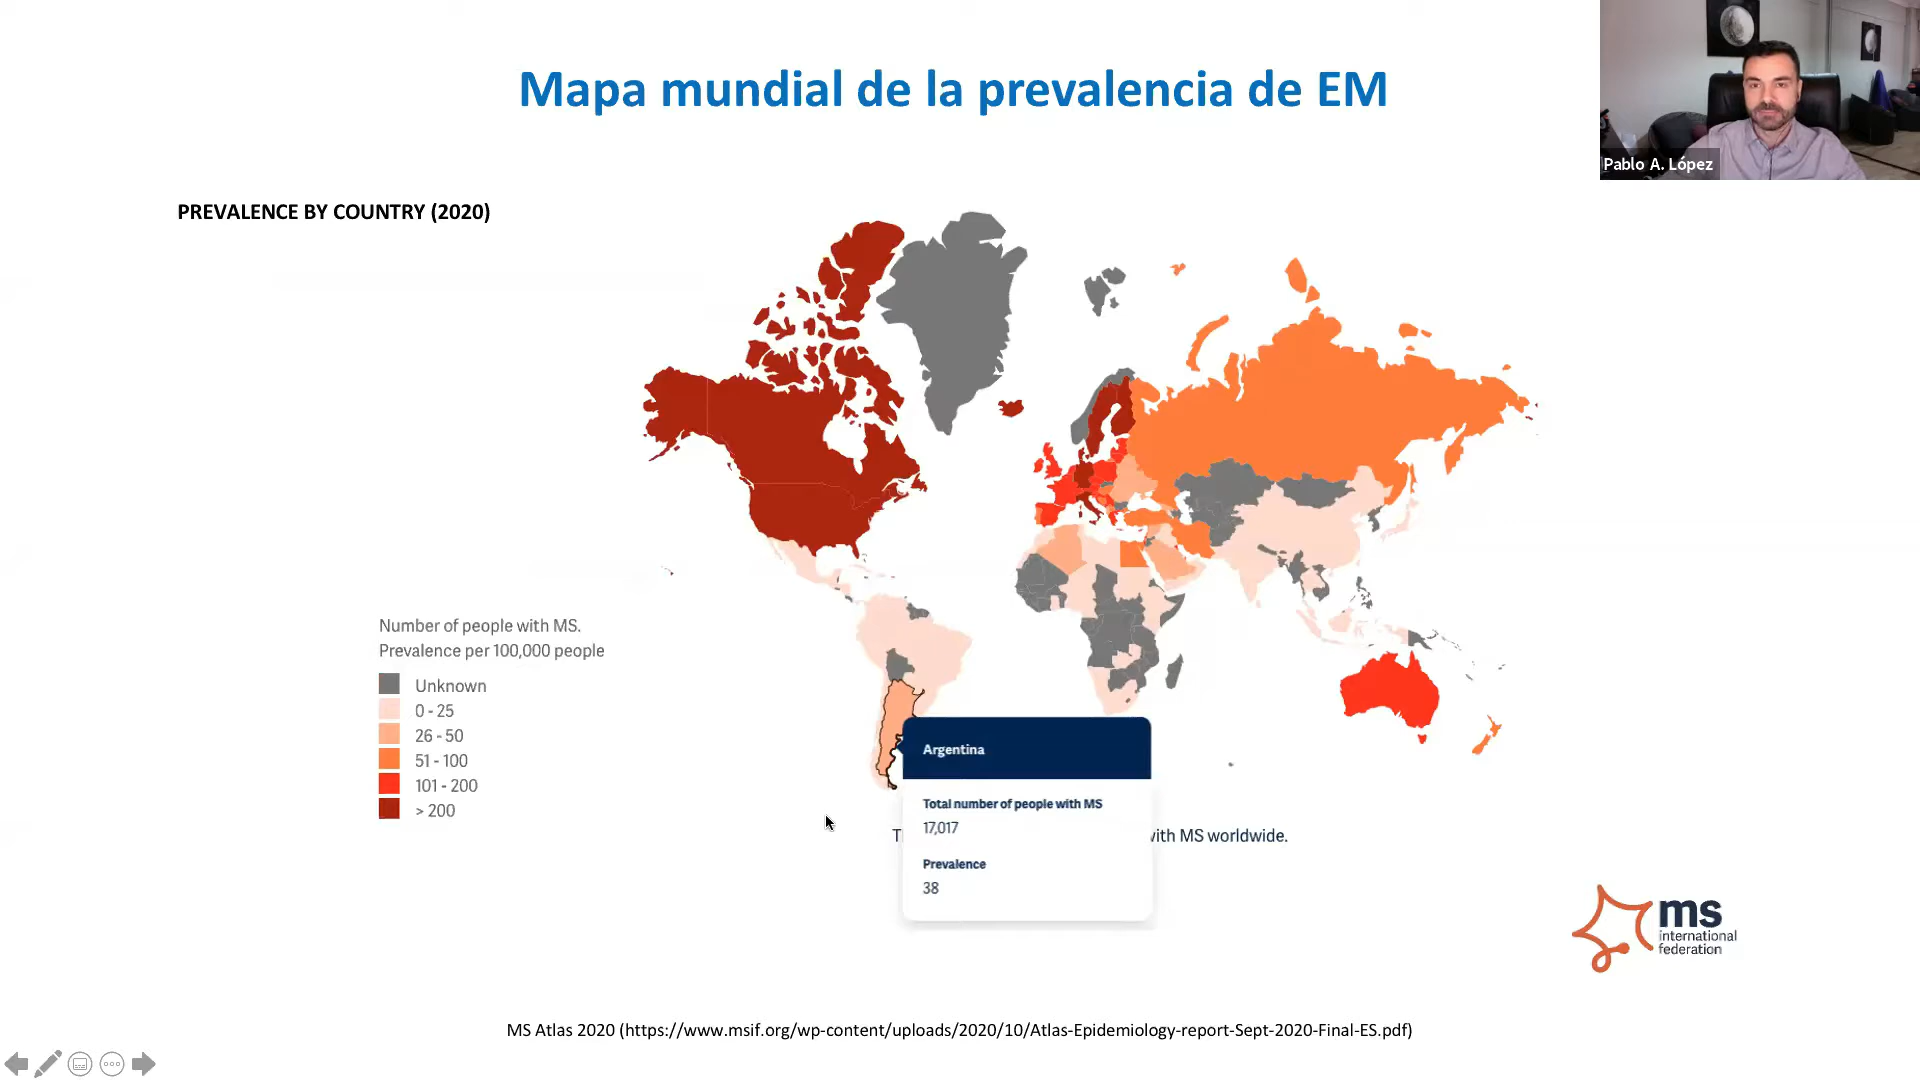 Mapa mundial de la prevalencia de EM
Pablo A. López
PREVALENCE BY COUNTRY (2020)
Number of people with MS.
Prevalence per 100,000 people
Unknown
0 - 25
26 - 50
51 - 100
101 - 200
> 200
Argentina
Total number of people with MS
17,017
with MS worldwide.
Prevalence
38
ms
international
federation
MS Atlas 2020 (https://www.msif.org/wp-content/uploads/2020/10/Atlas-Epidemiology-report-Sept-2020-Final-ES.pdf)